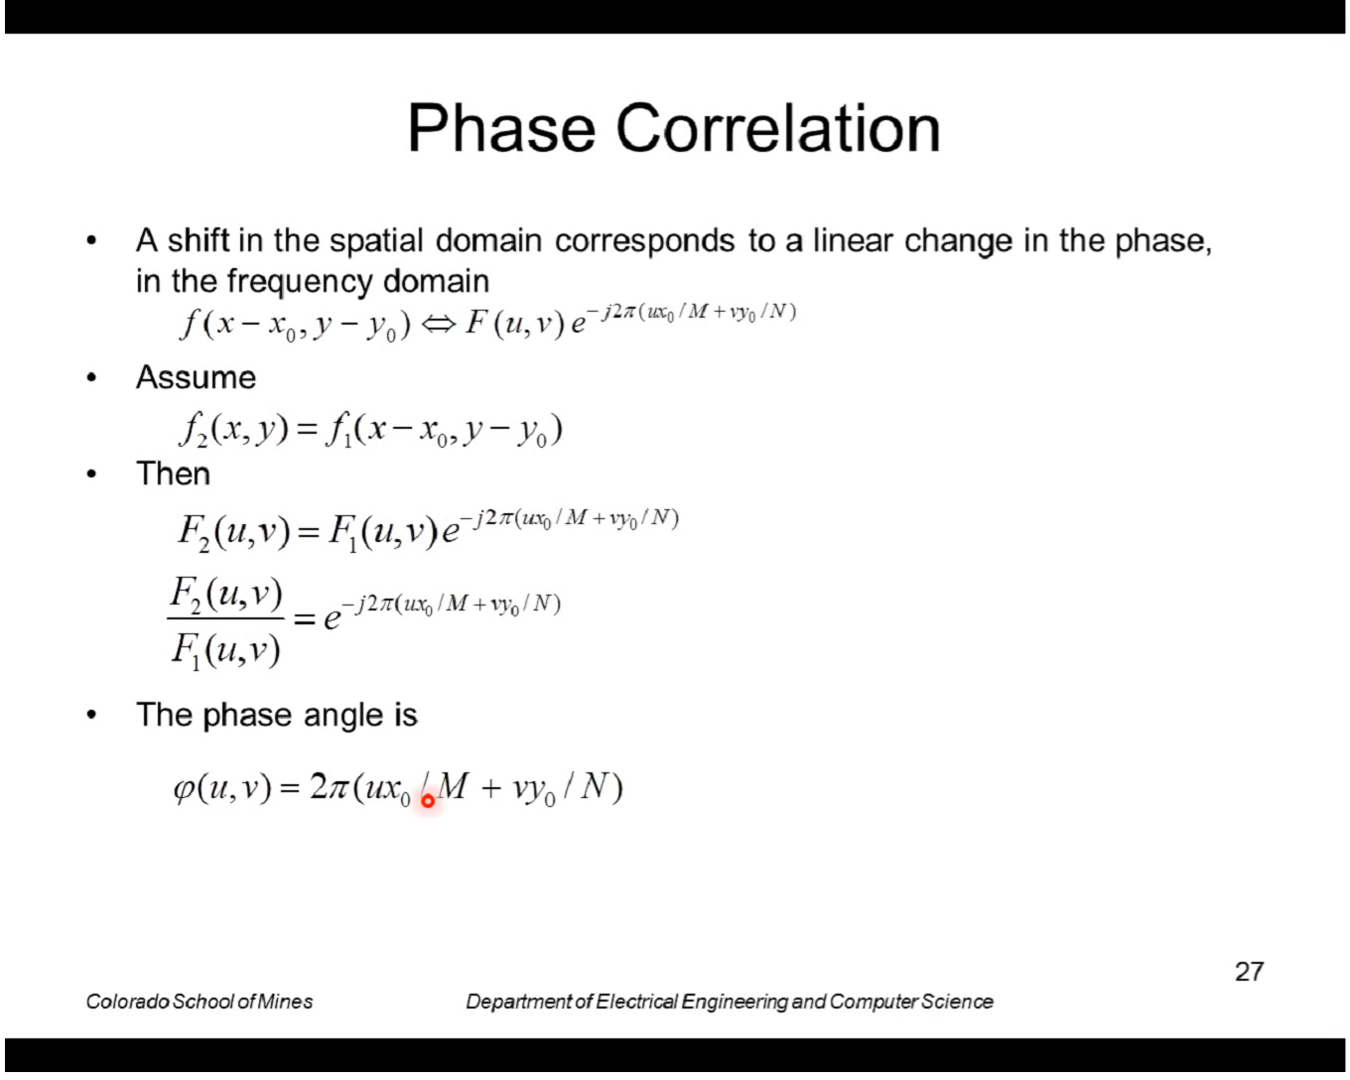 Phase Correlation
• A shift in the spatial domain corresponds to a linear change in the phase,
in the frequency domain
f(x − x₀, y − y₀) ⇔ F(u, v) e^{−j2π(ux₀/M + vy₀/N)}
• Assume
f₂(x, y) = f₁(x − x₀, y − y₀)
• Then
F₂(u,v) = F₁(u,v)e^{−j2π(ux₀/M + vy₀/N)}
F₂(u,v)/F₁(u,v) = e^{−j2π(ux₀/M + vy₀/N)}
• The phase angle is
φ(u, v) = 2π(ux₀ / M + vy₀ / N)
27
Colorado School of Mines Department of Electrical Engineering and Computer Science